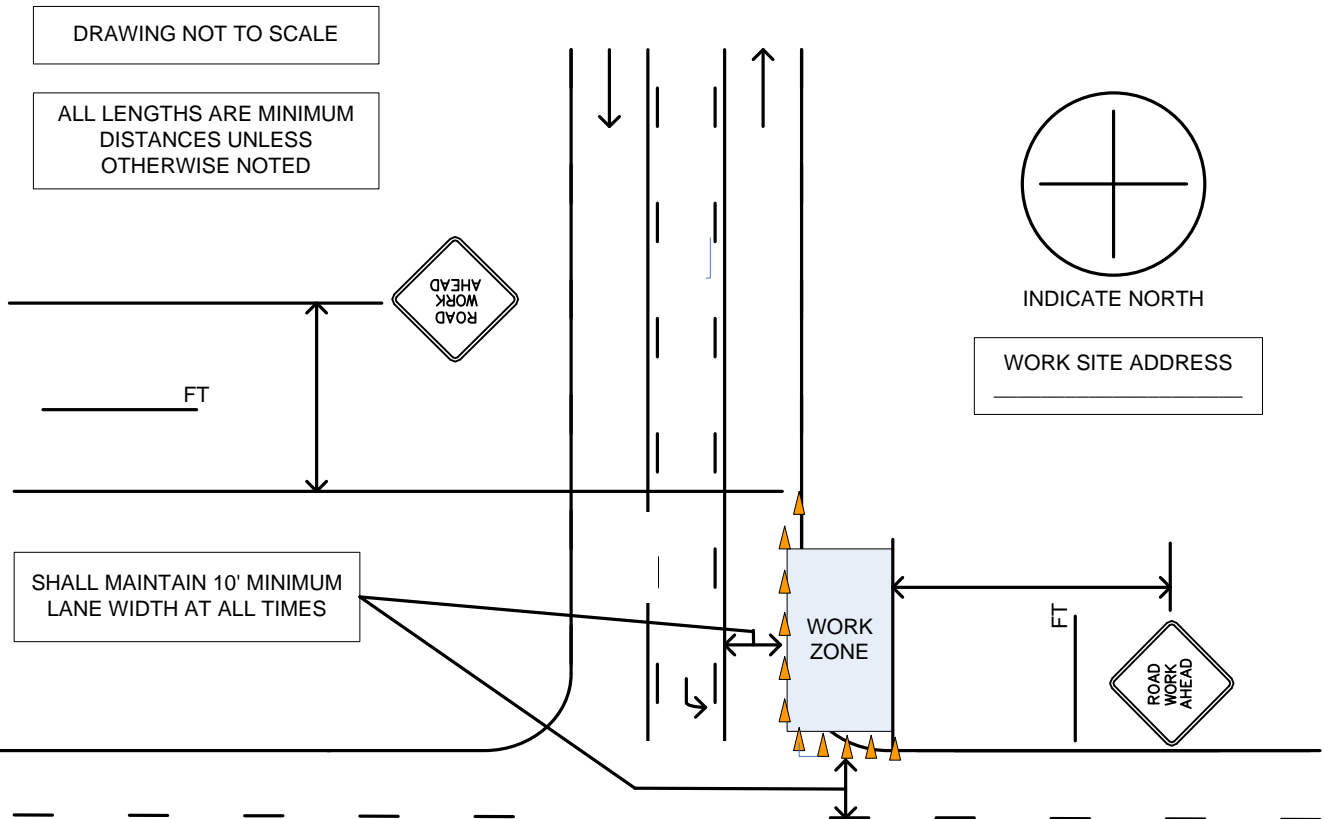 DRAWING NOT TO SCALE
ALL LENGTHS ARE MINIMUM
DISTANCES UNLESS
OTHERWISE NOTED
ROAD
WORK
AHEAD
INDICATE NORTH
WORK SITE ADDRESS
FT
SHALL MAINTAIN 10' MINIMUM
LANE WIDTH AT ALL TIMES
WORK
ZONE
FT
ROAD
WORK
AHEAD